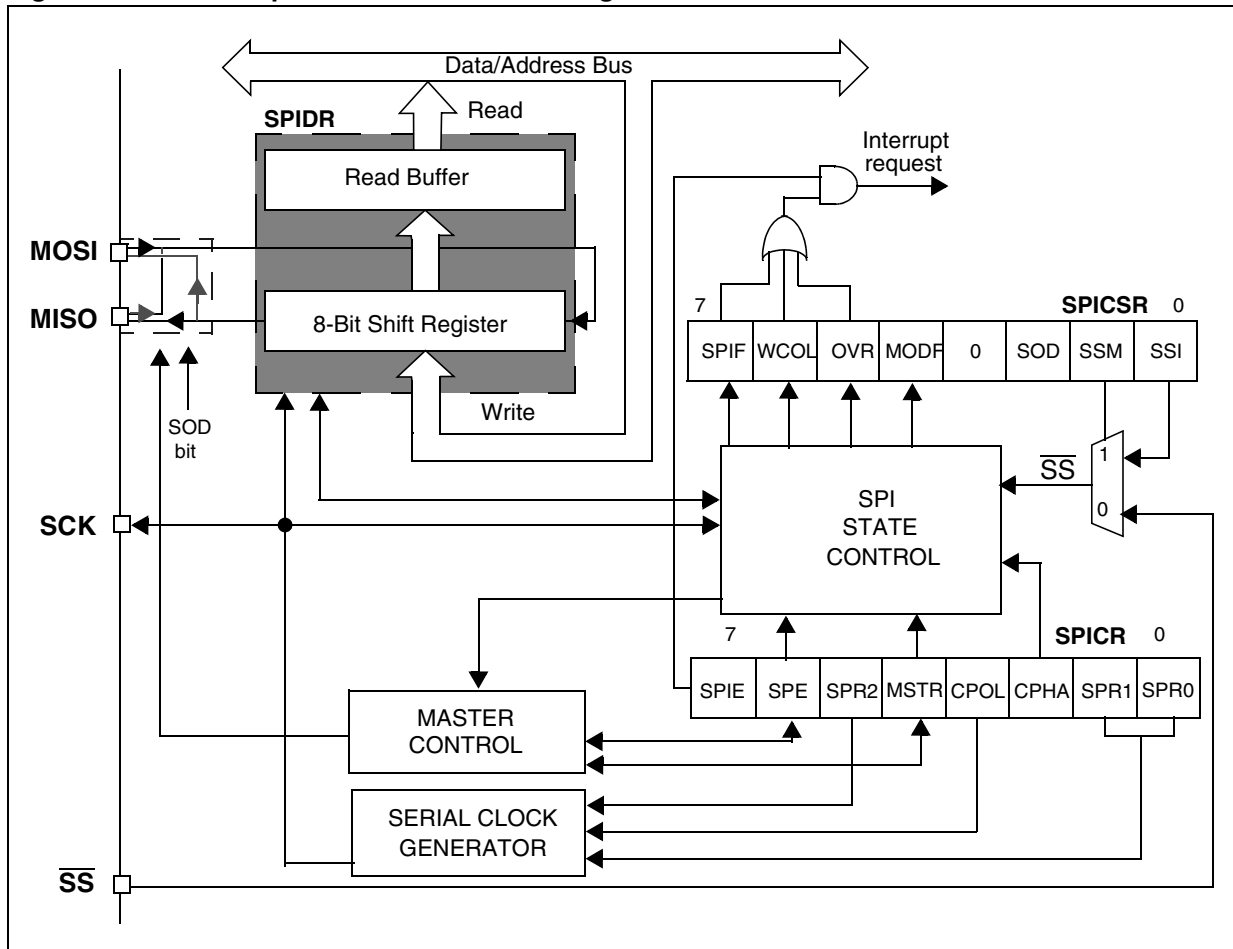 Data/Address Bus
Read
SPIDR
Interrupt
request
Read Buffer
MOSI
MISO
8-Bit Shift Register
7
SPICSR
0
SPIF WCOL OVR MODF 0 SOD SSM SSI
SOD
bit
Write
1
SS
0
SCK
SPI
STATE
CONTROL
7
SPICR
0
SPIE SPE SPR2 MSTR CPOL CPHA SPR1 SPR0
MASTER
CONTROL
SERIAL CLOCK
GENERATOR
SS